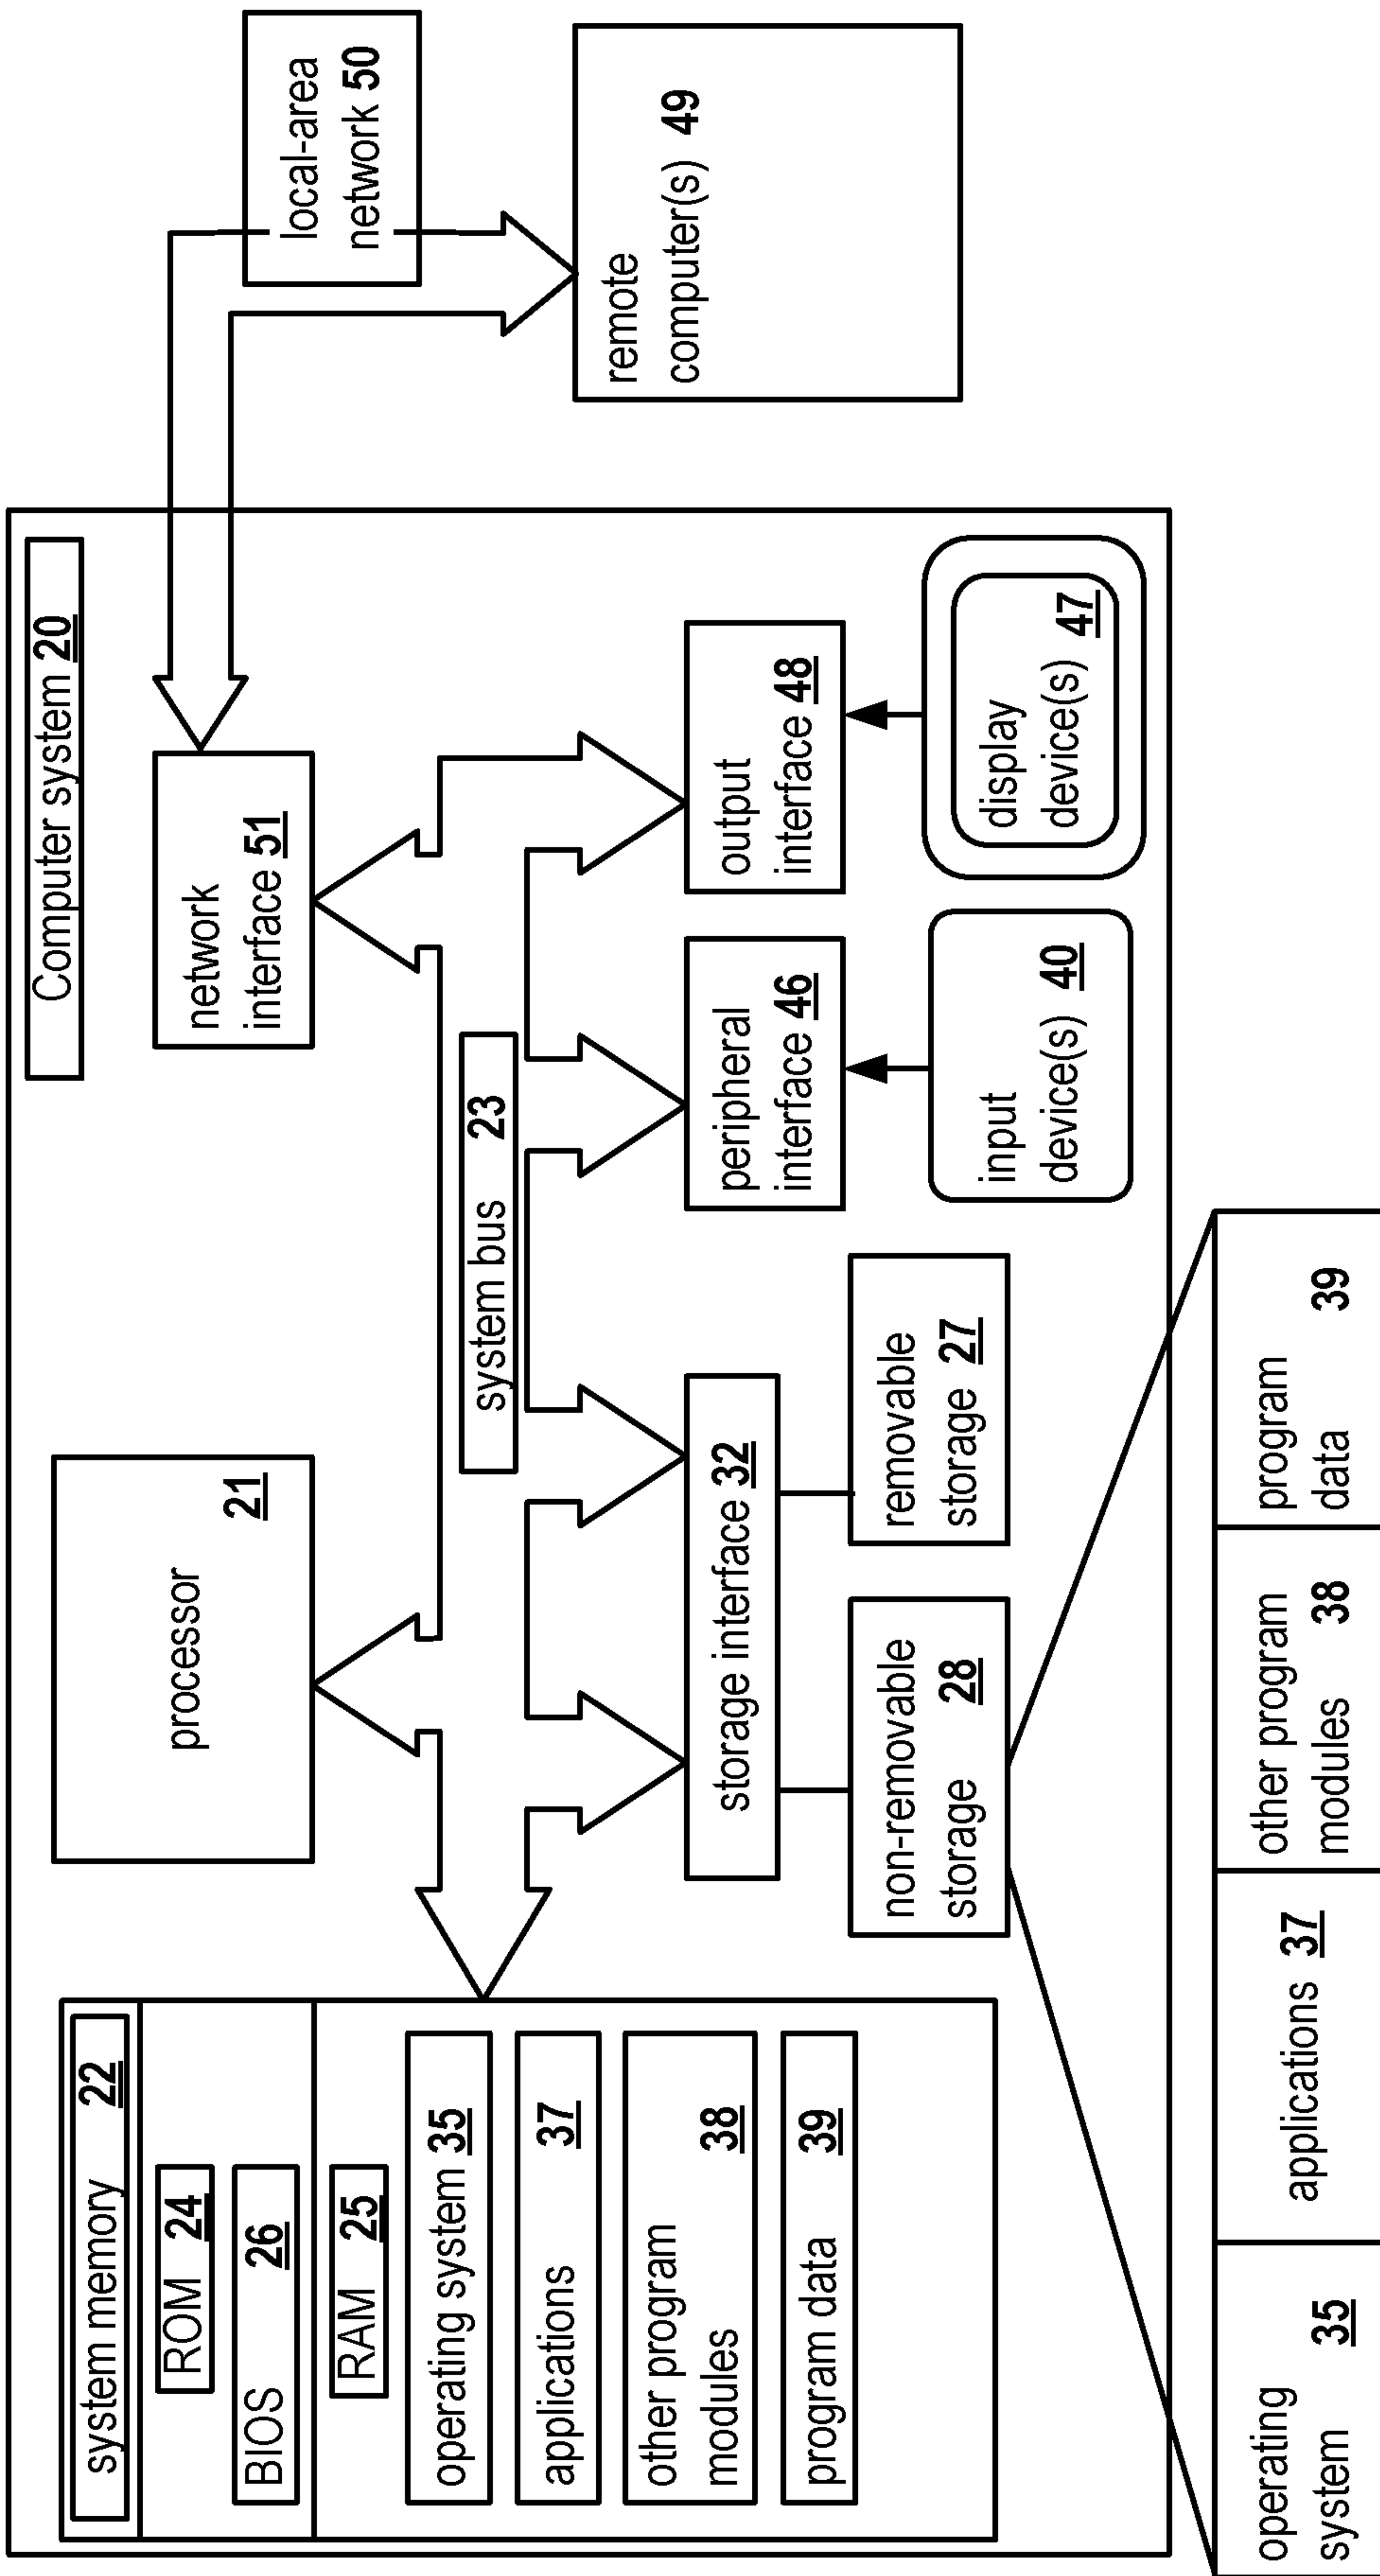 Computer system 20
system memory 22
ROM 24
BIOS 26
RAM 25
operating system 35
applications 37
other program
modules 38
program data 39
processor 21
network
interface 51
system bus 23
storage interface 32
peripheral
interface 46
output
interface 48
non-removable
storage 28
removable
storage 27
input
device(s) 40
display
device(s) 47
local-area
network 50
remote
computer(s) 49
operating
system 35
applications 37
other program
modules 38
program
data 39